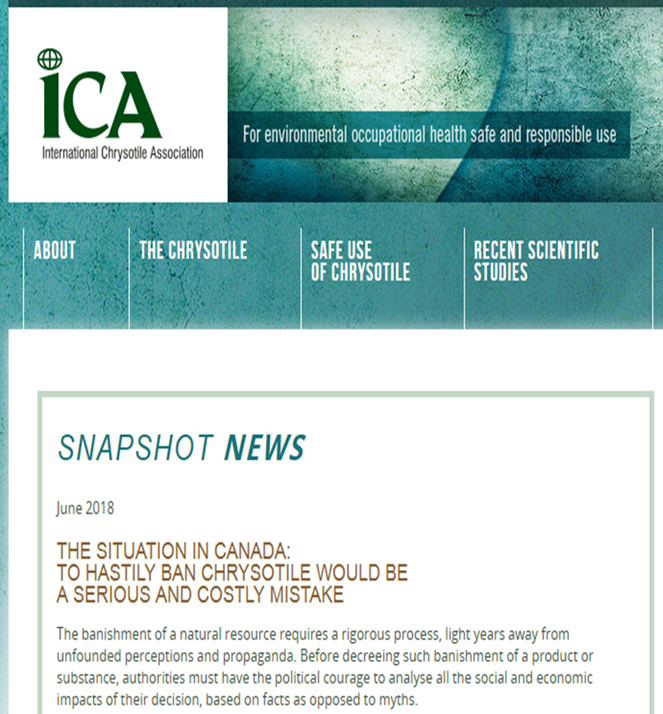 ICA
International Chrysotile Association
For environmental occupational health safe and responsible use
ABOUT
THE CHRYSOTILE
SAFE USE
OF CHRYSOTILE
RECENT SCIENTIFIC
STUDIES
SNAPSHOT NEWS
June 2018
THE SITUATION IN CANADA:
TO HASTILY BAN CHRYSOTILE WOULD BE
A SERIOUS AND COSTLY MISTAKE
The banishment of a natural resource requires a rigorous process, light years away from
unfounded perceptions and propaganda. Before decreeing such banishment of a product or
substance, authorities must have the political courage to analyse all the social and economic
impacts of their decision, based on facts as opposed to myths.